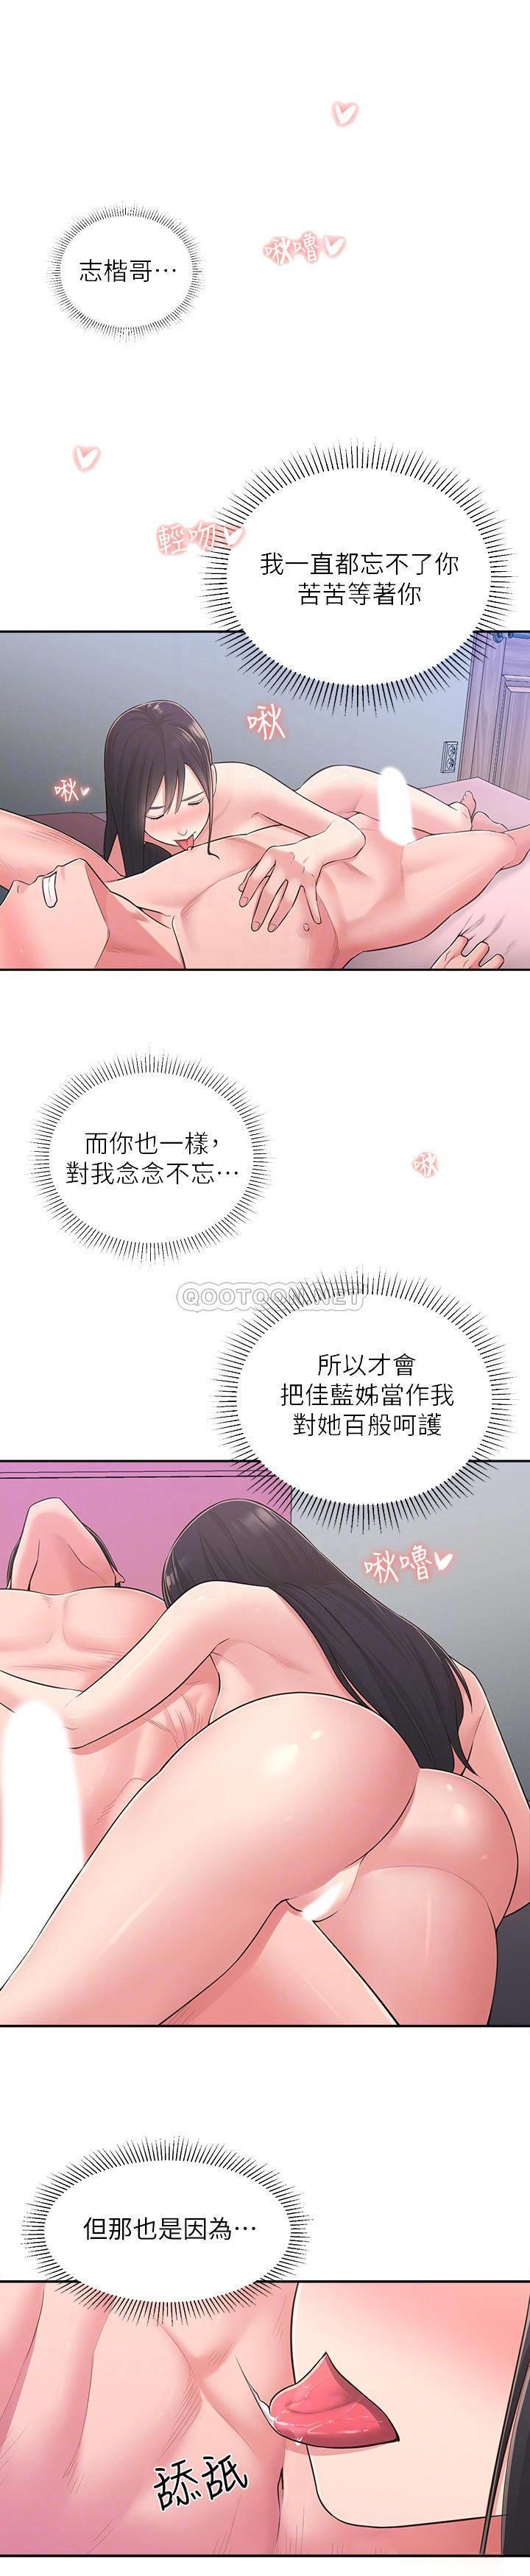 啾嚕
志楷哥…
輕吻
我一直都忘不了你
苦苦等著你
啾
啾
而你也一樣，
對我念念不忘…
啾
QOOTOON.NET
所以才會
把佳藍姊當作我
對她百般呵護
啾嚕
但那也是因為…
舔舐